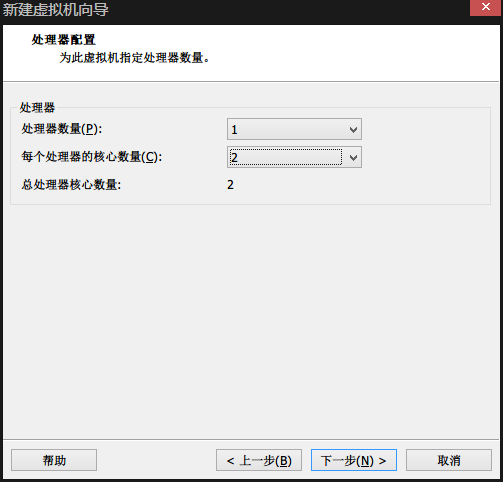 新建虚拟机向导
处理器配置
为此虚拟机指定处理器数量。
处理器
处理器数量(P): 1
每个处理器的核心数量(C): 2
总处理器核心数量: 2
帮助 < 上一步(B) 下一步(N) > 取消